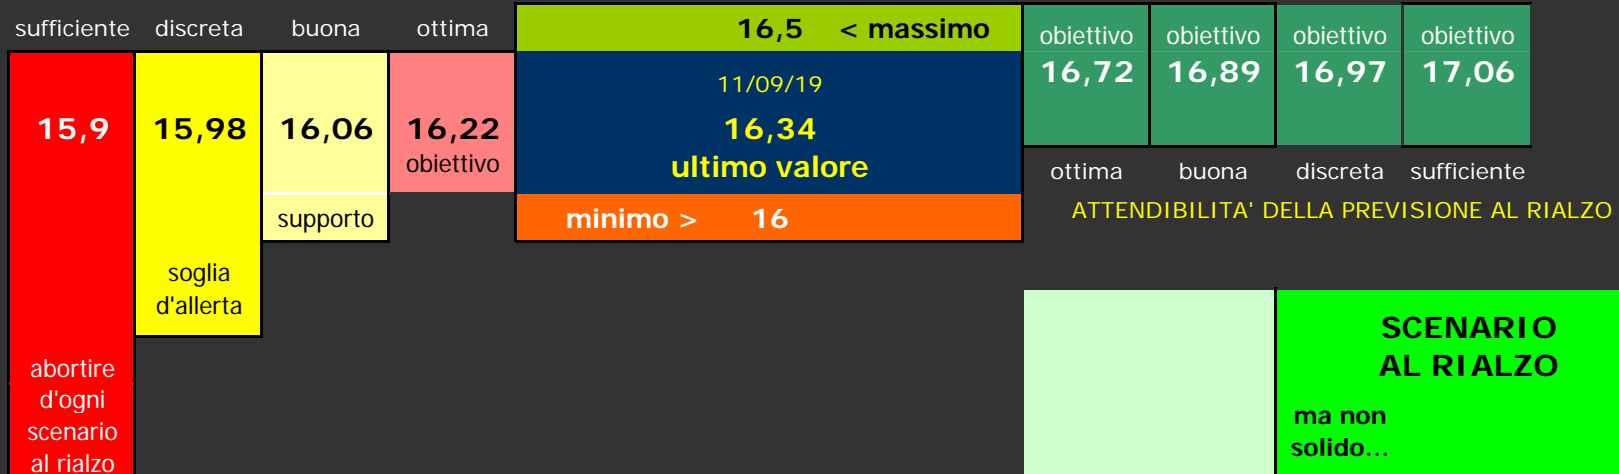 sufficiente discreta buona ottima
15,9
15,98
16,06
16,22
obiettivo
supporto
soglia
d'allerta
abortire
d'ogni
scenario
al rialzo
16,5 < massimo
11/09/19
16,34
ultimo valore
minimo > 16
obiettivo obiettivo obiettivo obiettivo
16,72 16,89 16,97 17,06
ottima buona discreta sufficiente
ATTENDIBILITA' DELLA PREVISIONE AL RIALZO
SCENARIO
AL RIALZO
ma non
solido...